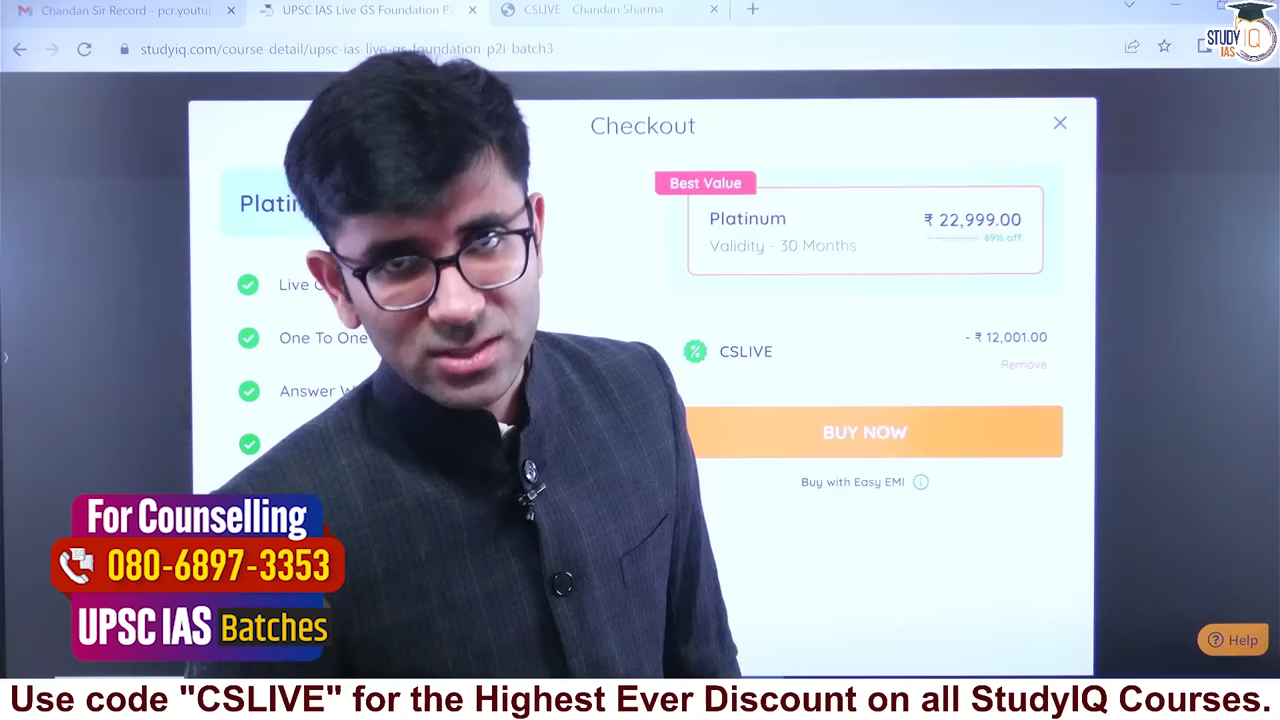 Chandan Sir Record - pcr.youtu
UPSC IAS Live GS Foundation P2
CSLIVE Chandan Sharma
studyiq.com/course-detail/upsc-ias-live-gs-foundation-p2i-batch3
STUDY IQ
IAS
Checkout
Best Value
Platin
Platinum
₹ 22,999.00
Validity - 30 Months
69% off
Live
One To One
Answer
CSLIVE
- ₹ 12,001.00
Remove
BUY NOW
Buy with Easy EMI
For Counselling
080-6897-3353
UPSC IAS Batches
Help
Use code "CSLIVE" for the Highest Ever Discount on all StudyIQ Courses.